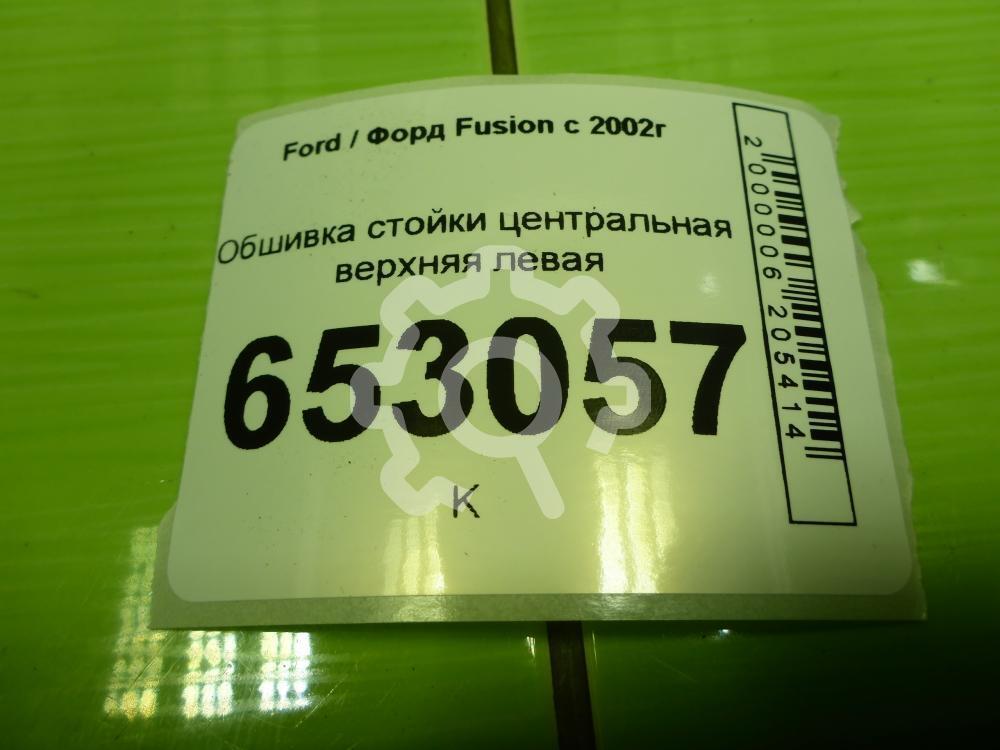 Ford / Форд Fusion с 2002г
Обшивка стойки центральная
верхняя левая
653057
К
2000006205414